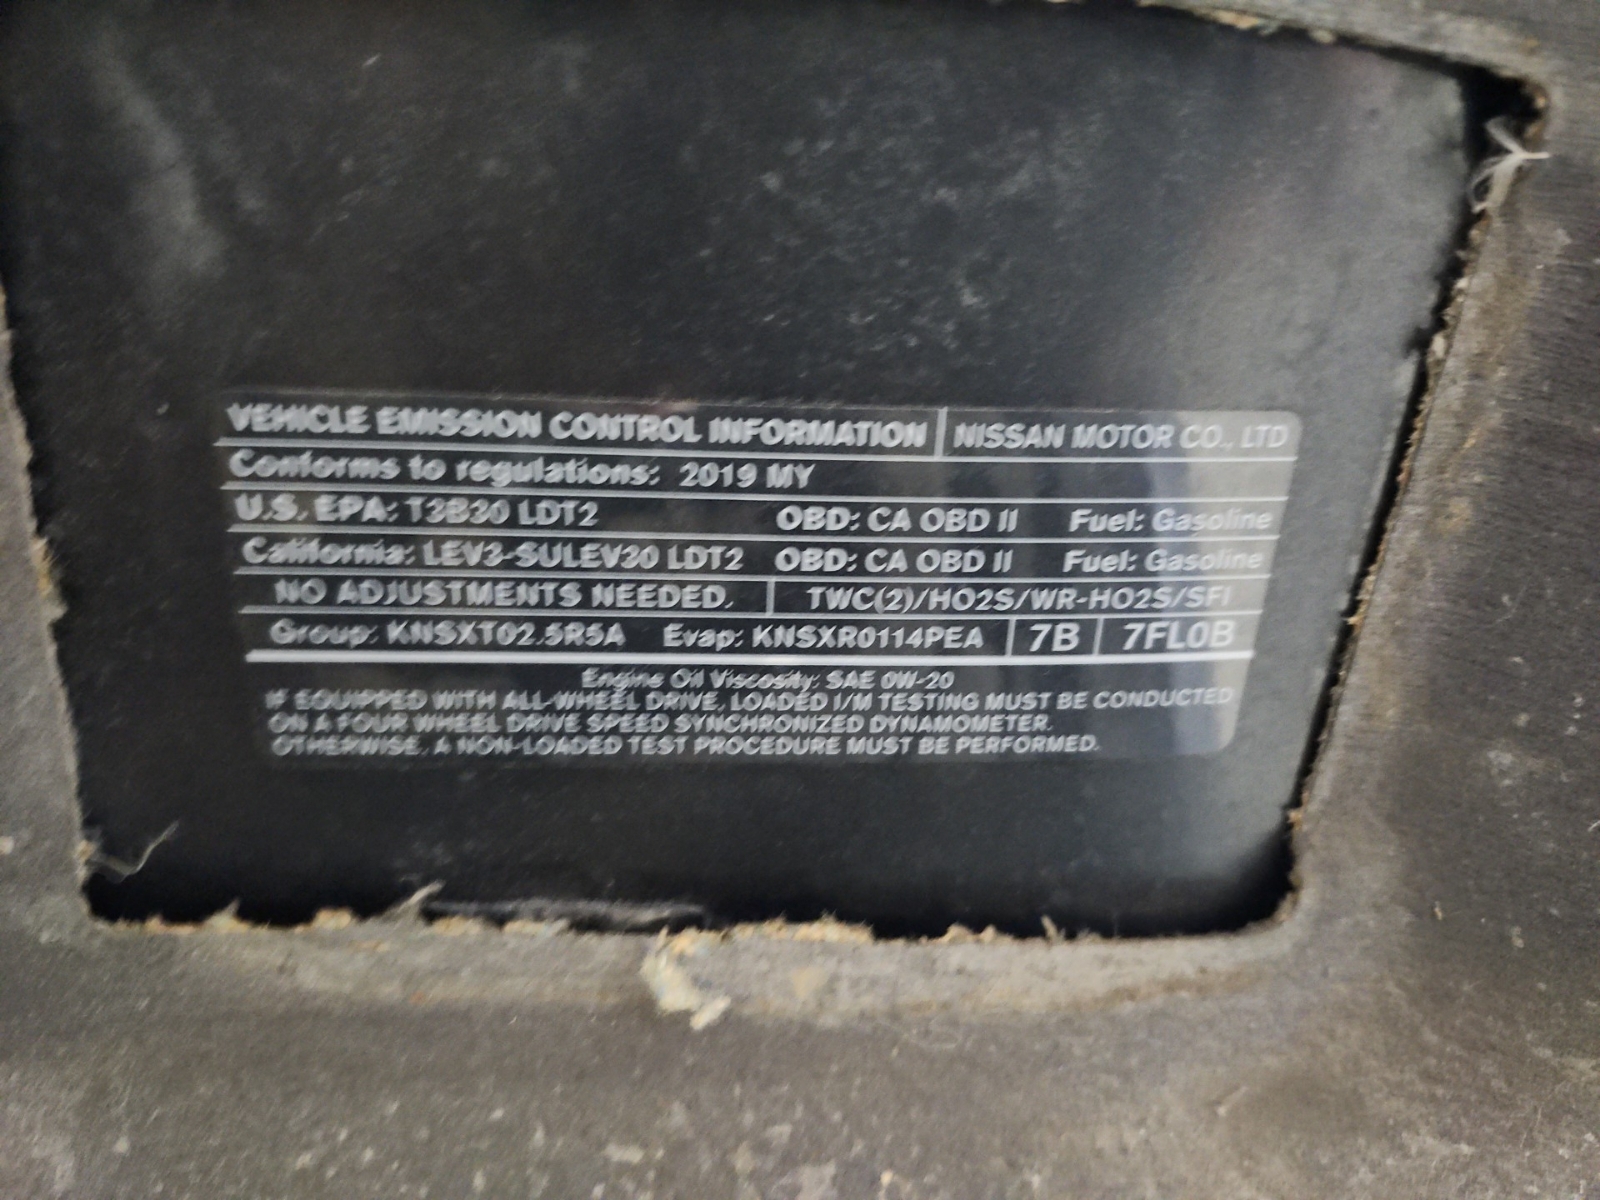 VEHICLE EMISSION CONTROL INFORMATION NISSAN MOTOR CO., LTD
Conforms to regulations: 2019 MY
U.S. EPA: T3B30 LDT2 OBD: CA OBD II Fuel: Gasoline
California: LEV3-SULEV30 LDT2 OBD: CA OBD II Fuel: Gasoline
NO ADJUSTMENTS NEEDED. TWC(2)/HO2S/WR-HO2S/SFI
Group: KNSXT02.5R5A Evap: KNSXR0114PEA 7B 7FL0B
Engine Oil Viscosity: SAE 0W-20
IF EQUIPPED WITH ALL-WHEEL DRIVE, LOADED I/M TESTING MUST BE CONDUCTED
ON A FOUR WHEEL DRIVE SPEED SYNCHRONIZED DYNAMOMETER.
OTHERWISE, A NON-LOADED TEST PROCEDURE MUST BE PERFORMED.